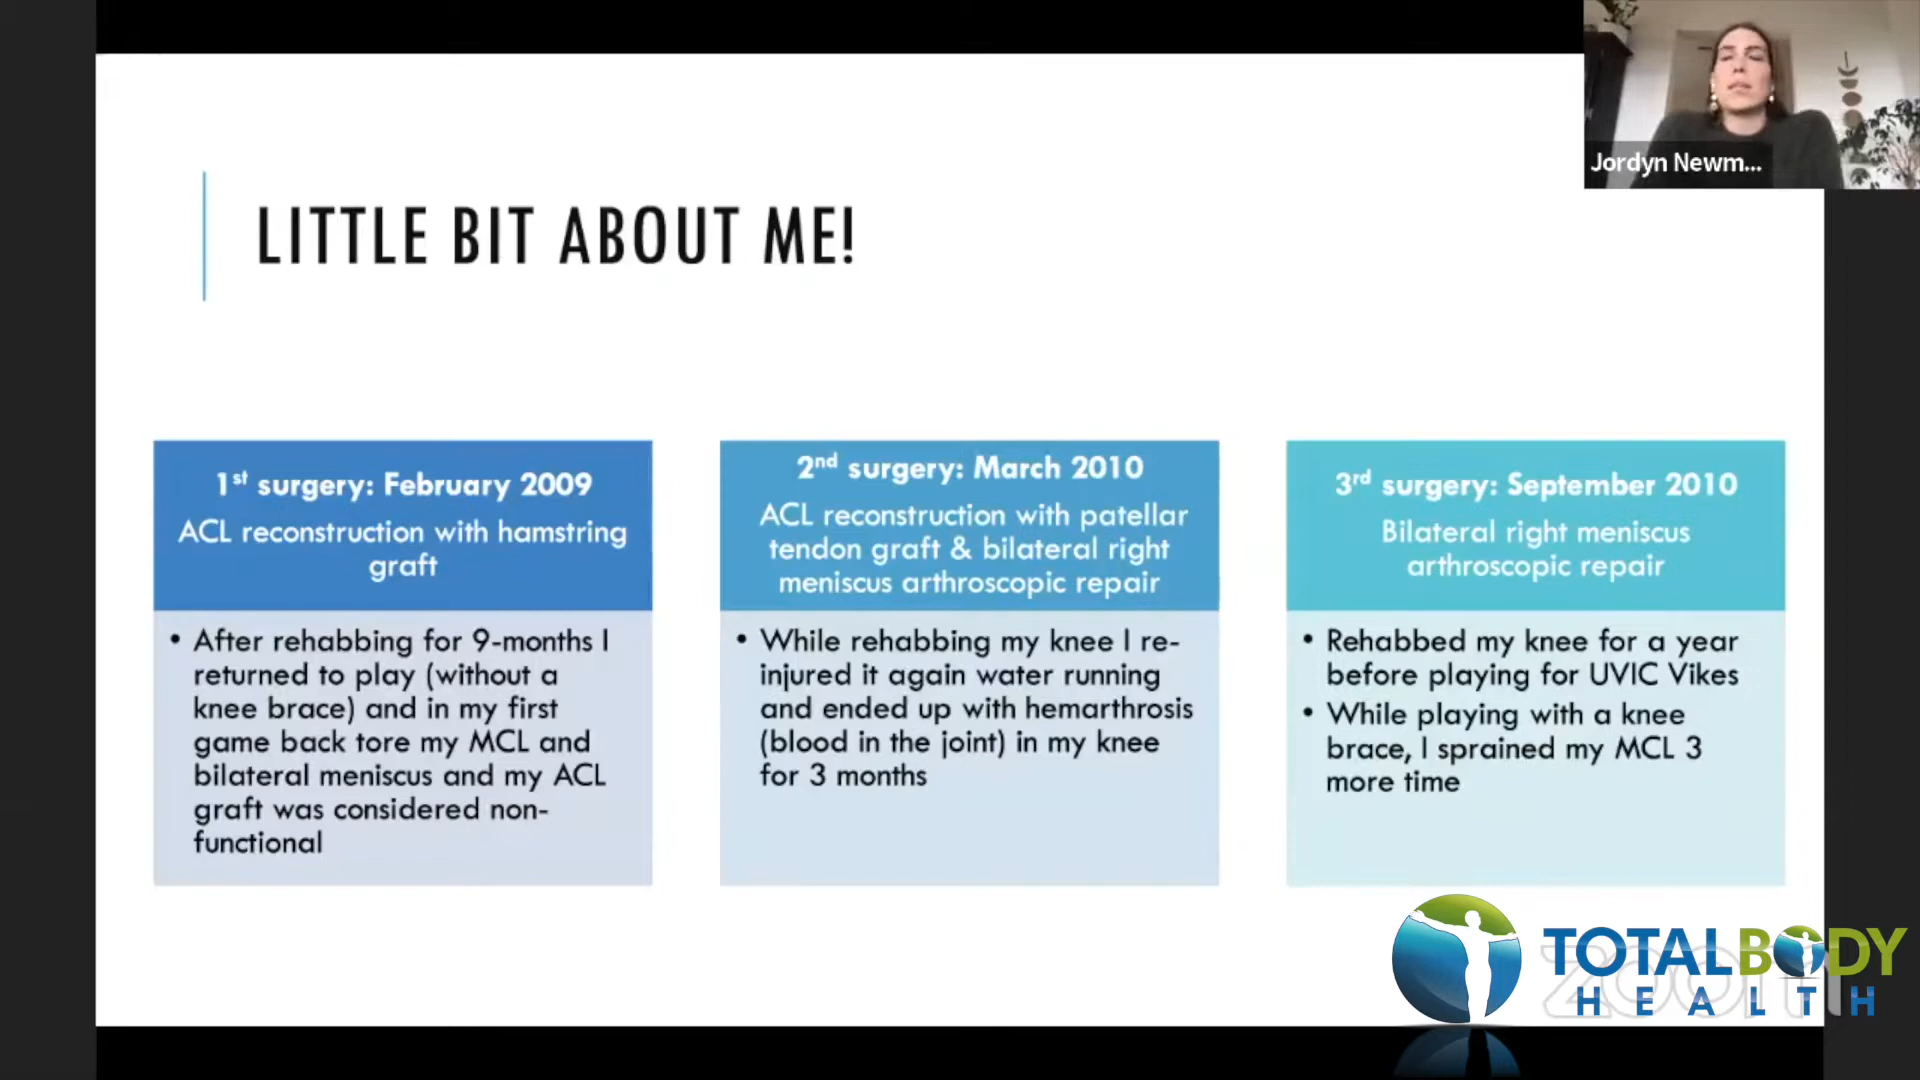 Jordyn Newm...
LITTLE BIT ABOUT ME!
1st surgery: February 2009
ACL reconstruction with hamstring
graft
• After rehabbing for 9-months I
returned to play (without a
knee brace) and in my first
game back tore my MCL and
bilateral meniscus and my ACL
graft was considered non-
functional
2nd surgery: March 2010
ACL reconstruction with patellar
tendon graft & bilateral right
meniscus arthroscopic repair
• While rehabbing my knee I re-
injured it again water running
and ended up with hemarthrosis
(blood in the joint) in my knee
for 3 months
3rd surgery: September 2010
Bilateral right meniscus
arthroscopic repair
• Rehabbed my knee for a year
before playing for UVIC Vikes
• While playing with a knee
brace, I sprained my MCL 3
more time
TOTALBODY
HEALTH
zoom